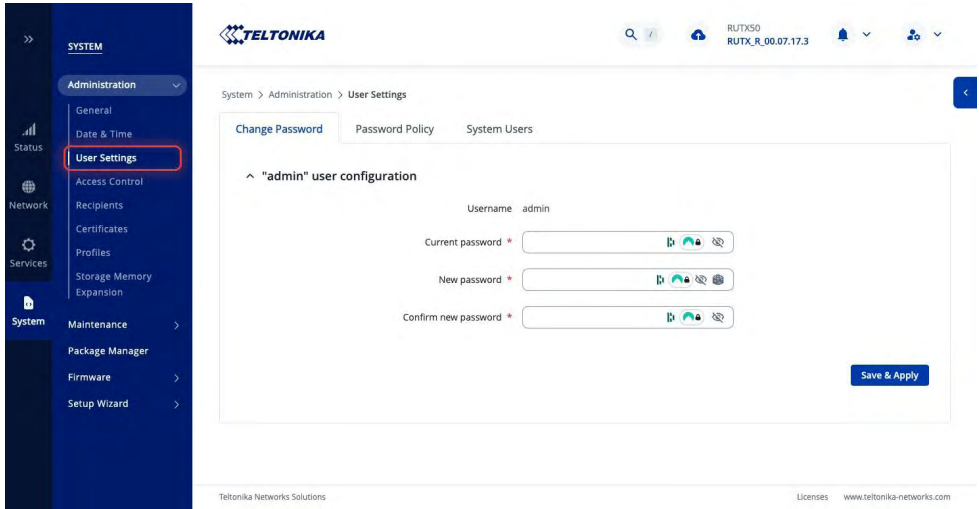 Status
Network
Services
System
SYSTEM
Administration
General
Date & Time
User Settings
Access Control
Recipients
Certificates
Profiles
Storage Memory
Expansion
Maintenance
Package Manager
Firmware
Setup Wizard
TELTONIKA
/
RUTX50
RUTX_R_00.07.17.3
System > Administration > User Settings
Change Password Password Policy System Users
"admin" user configuration
Username admin
Current password *
New password *
Confirm new password *
Save & Apply
Teltonika Networks Solutions Licenses www.teltonika-networks.com